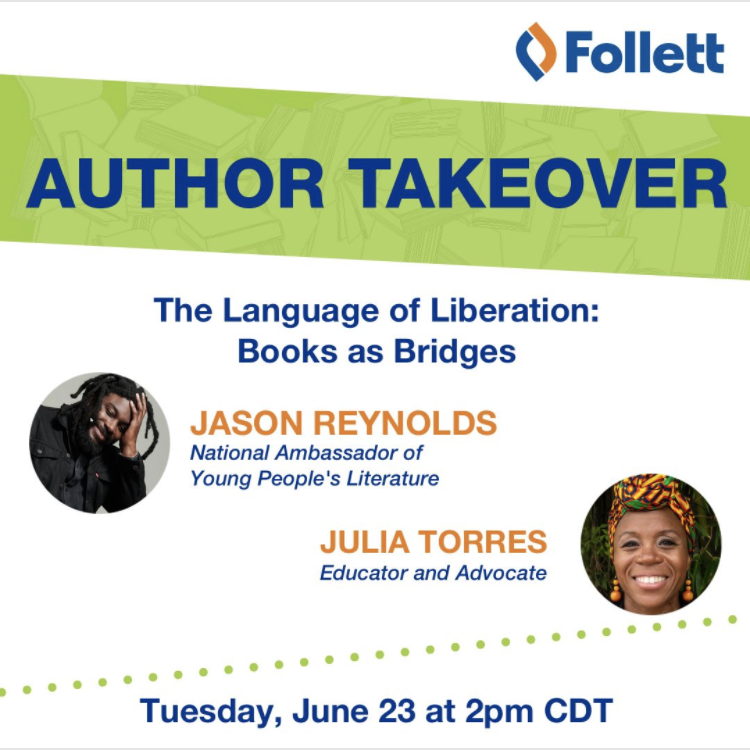 Follett
AUTHOR TAKEOVER
The Language of Liberation:
Books as Bridges
JASON REYNOLDS
National Ambassador of
Young People's Literature
JULIA TORRES
Educator and Advocate
Tuesday, June 23 at 2pm CDT